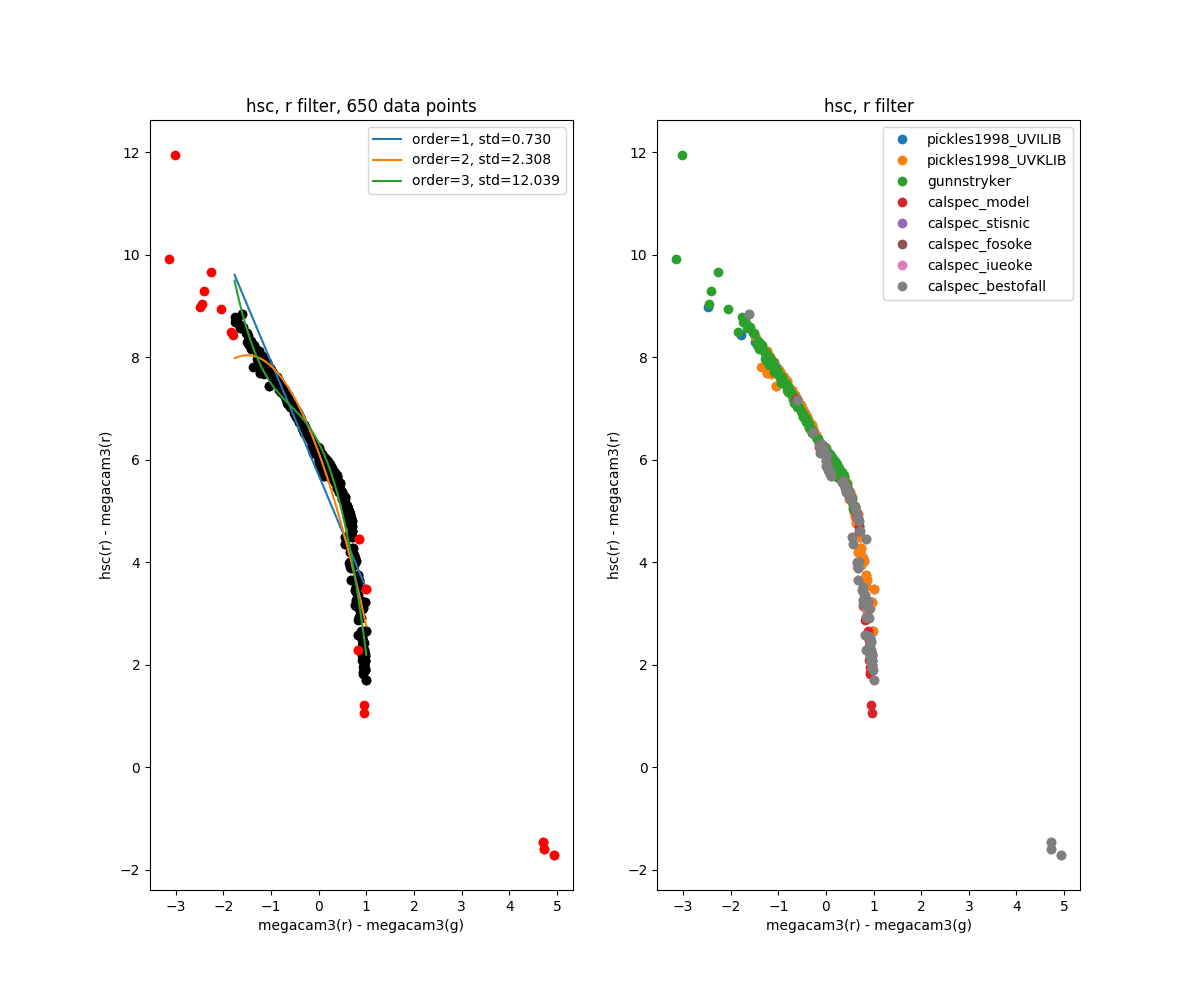 hsc, r filter, 650 data points
order=1, std=0.730
order=2, std=2.308
order=3, std=12.039
12
10
8
6
4
2
0
−2
hsc(r) - megacam3(r)
−3 −2 −1 0 1 2 3 4 5
megacam3(r) - megacam3(g)
hsc, r filter
pickles1998_UVILIB
pickles1998_UVKLIB
gunnstryker
calspec_model
calspec_stisnic
calspec_fosoke
calspec_iueoke
calspec_bestofall
12
10
8
6
4
2
0
−2
hsc(r) - megacam3(r)
−3 −2 −1 0 1 2 3 4 5
megacam3(r) - megacam3(g)